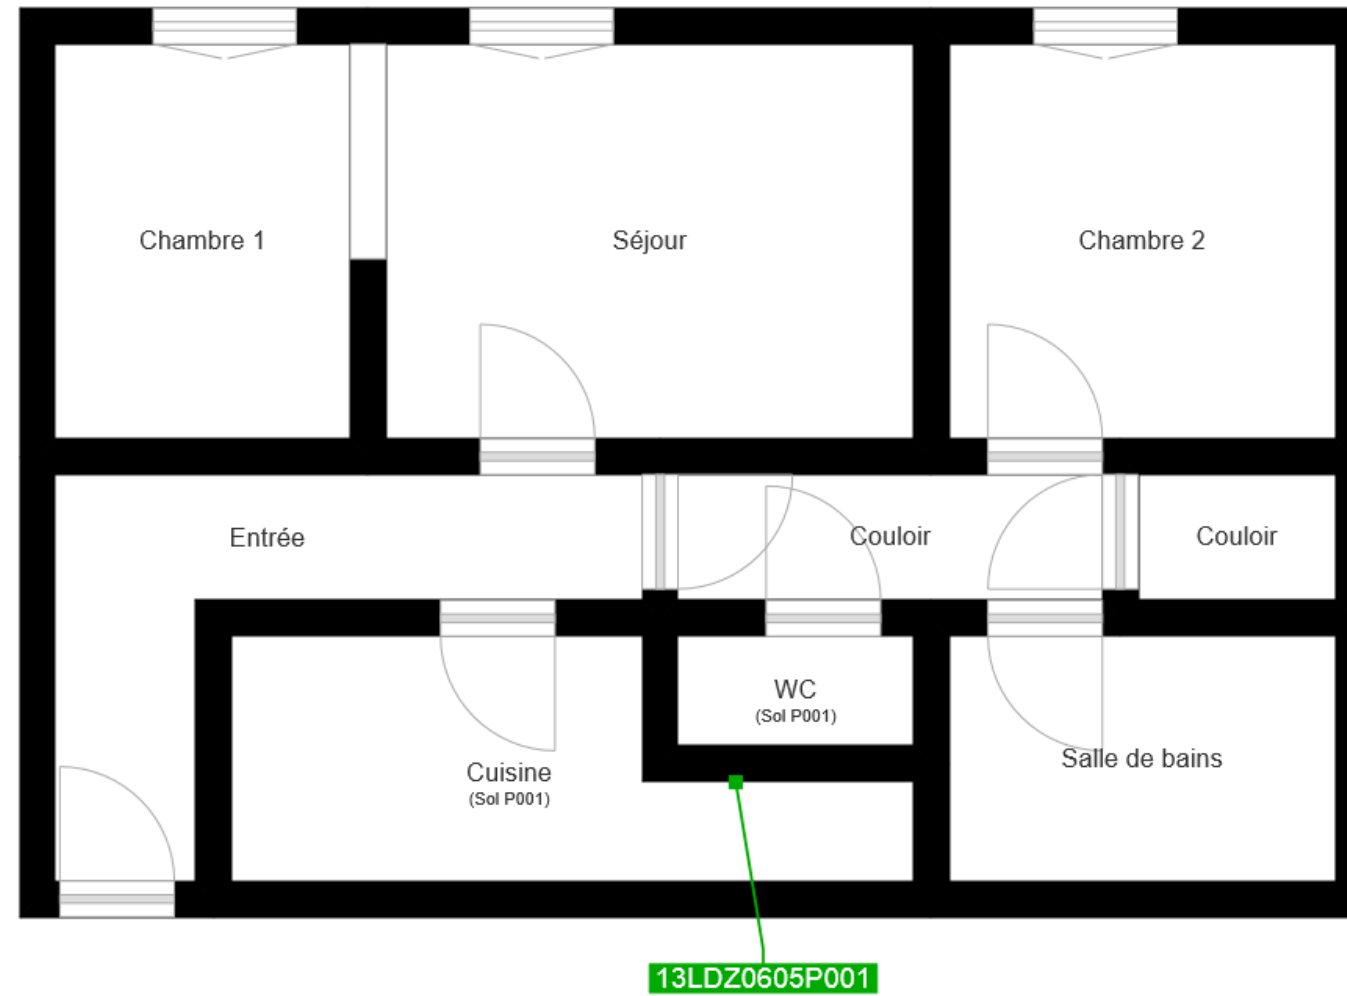 Chambre 1
Séjour
Chambre 2
Entrée
Couloir
Couloir
WC
(Sol P001)
Cuisine
(Sol P001)
Salle de bains
13LDZ0605P001